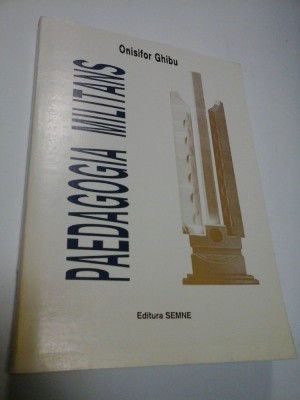 Onisifor Ghibu
PAEDAGOGIA MILITANS
Editura SEMNE